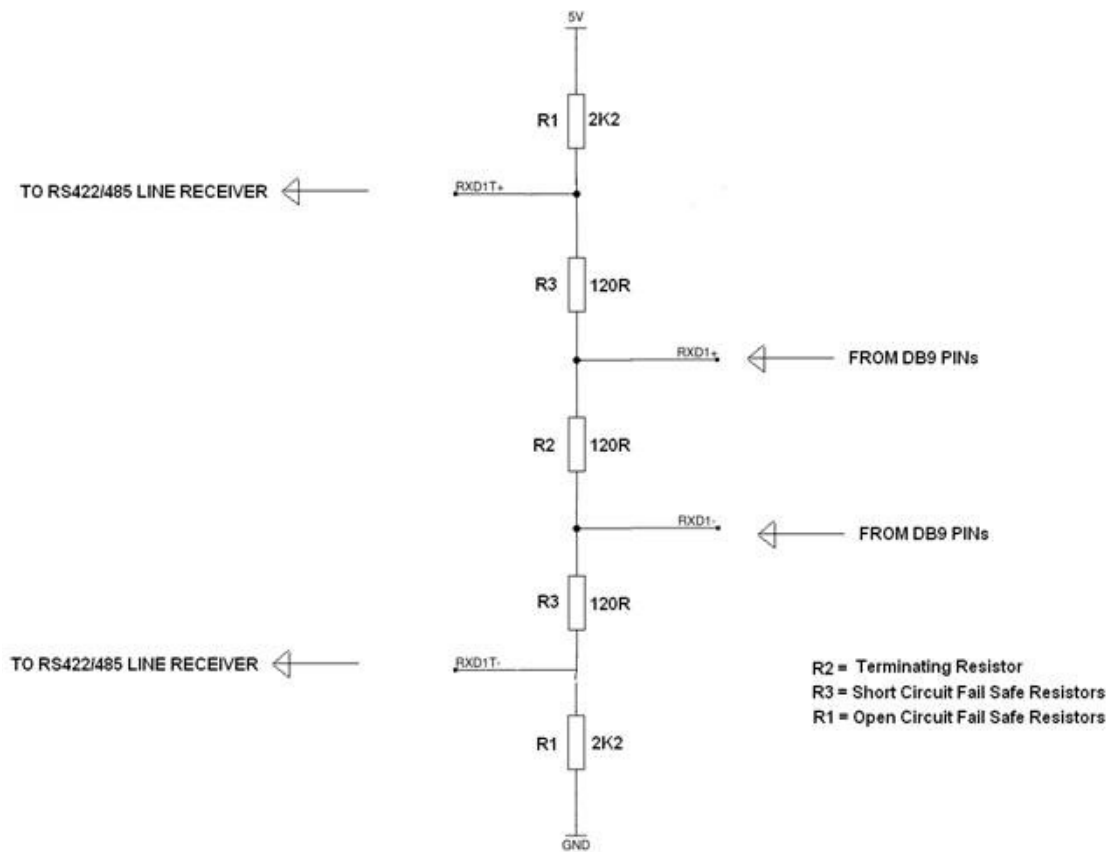 5V
R1 2K2
RXD1T+
TO RS422/485 LINE RECEIVER
R3 120R
RXD1+
FROM DB9 PINs
R2 120R
RXD1-
FROM DB9 PINs
R3 120R
RXD1T-
TO RS422/485 LINE RECEIVER
R2 = Terminating Resistor
R3 = Short Circuit Fail Safe Resistors
R1 = Open Circuit Fail Safe Resistors
R1 2K2
GND